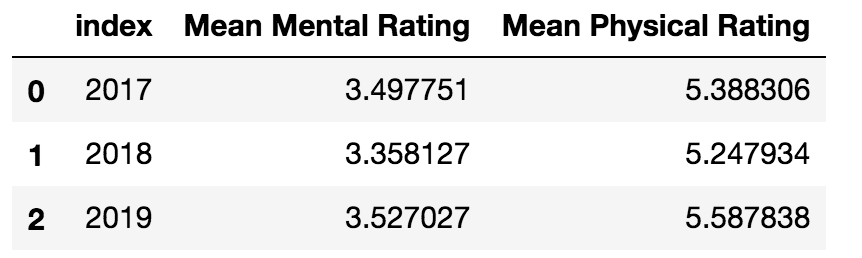 index Mean Mental Rating Mean Physical Rating
0 2017 3.497751 5.388306
1 2018 3.358127 5.247934
2 2019 3.527027 5.587838